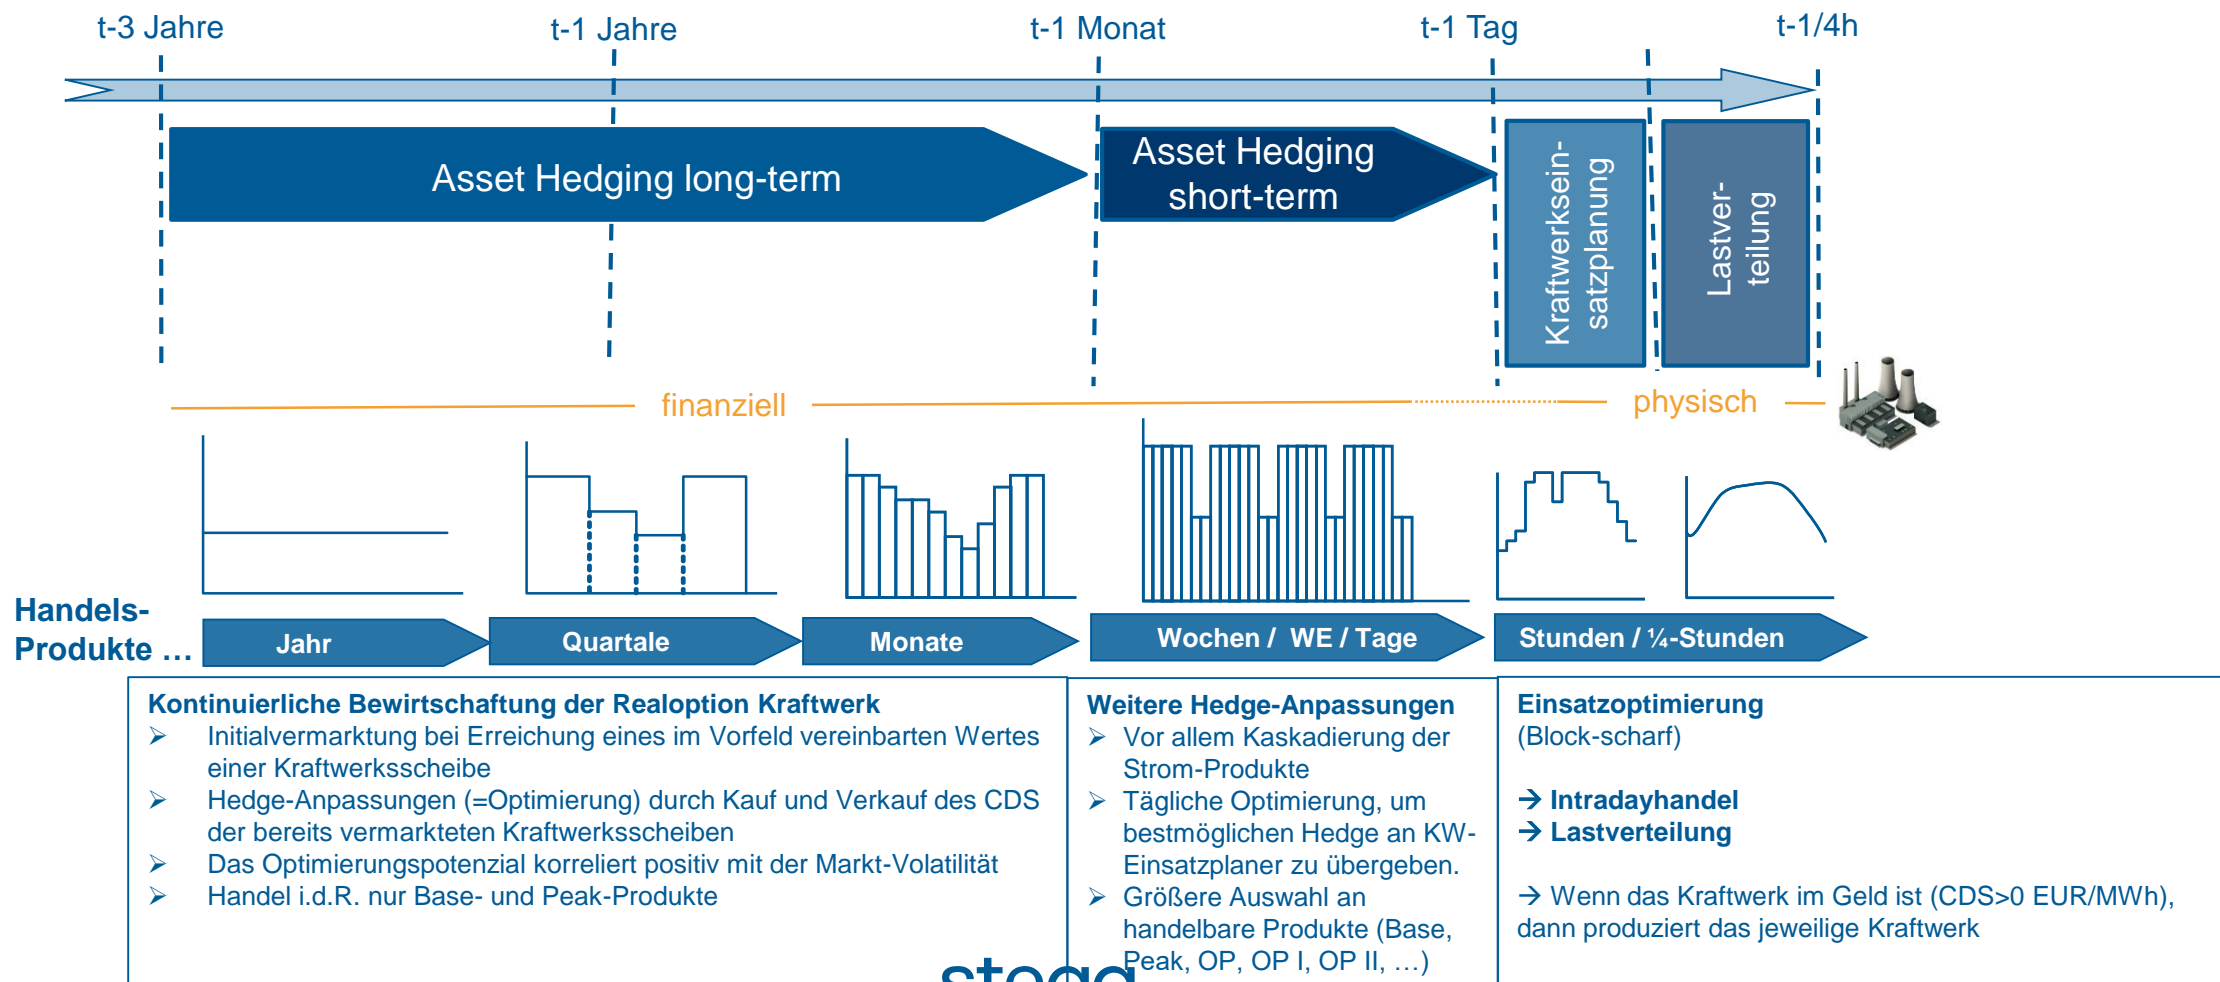 t-3 Jahre
t-1 Jahre
t-1 Monat
t-1 Tag
t-1/4h
Asset Hedging long-term
Asset Hedging
short-term
Kraftwerksein-
satzplanung
Lastver-
teilung
finanziell
physisch
Handels-
Produkte …
Jahr
Quartale
Monate
Wochen / WE / Tage
Stunden / ¼-Stunden
Kontinuierliche Bewirtschaftung der Realoption Kraftwerk
➢ Initialvermarktung bei Erreichung eines im Vorfeld vereinbarten Wertes
einer Kraftwerksscheibe
➢ Hedge-Anpassungen (=Optimierung) durch Kauf und Verkauf des CDS
der bereits vermarkteten Kraftwerksscheiben
➢ Das Optimierungspotenzial korreliert positiv mit der Markt-Volatilität
➢ Handel i.d.R. nur Base- und Peak-Produkte
Weitere Hedge-Anpassungen
➢ Vor allem Kaskadierung der
Strom-Produkte
➢ Tägliche Optimierung, um
bestmöglichen Hedge an KW-
Einsatzplaner zu übergeben.
➢ Größere Auswahl an
handelbare Produkte (Base,
Peak, OP, OP I, OP II, …)
Einsatzoptimierung
(Block-scharf)
→ Intradayhandel
→ Lastverteilung
→ Wenn das Kraftwerk im Geld ist (CDS>0 EUR/MWh),
dann produziert das jeweilige Kraftwerk